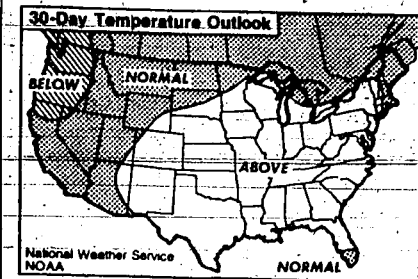 30-Day Temperature Outlook
BELOW
NORMAL
ABOVE
National Weather Service
NOAA
NORMAL